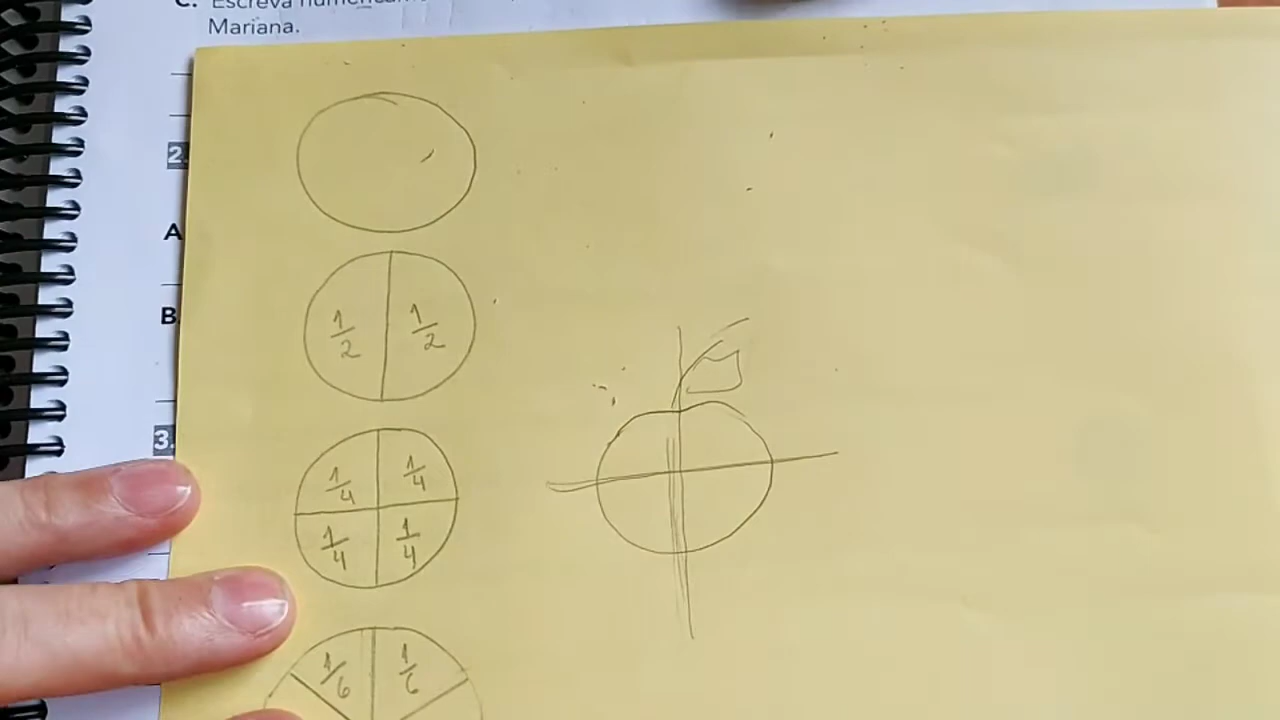 C. Escreva
Mariana.
2.
A
B.
3.
1/2 1/2
1/4 1/4
1/4 1/4
1/6 1/6